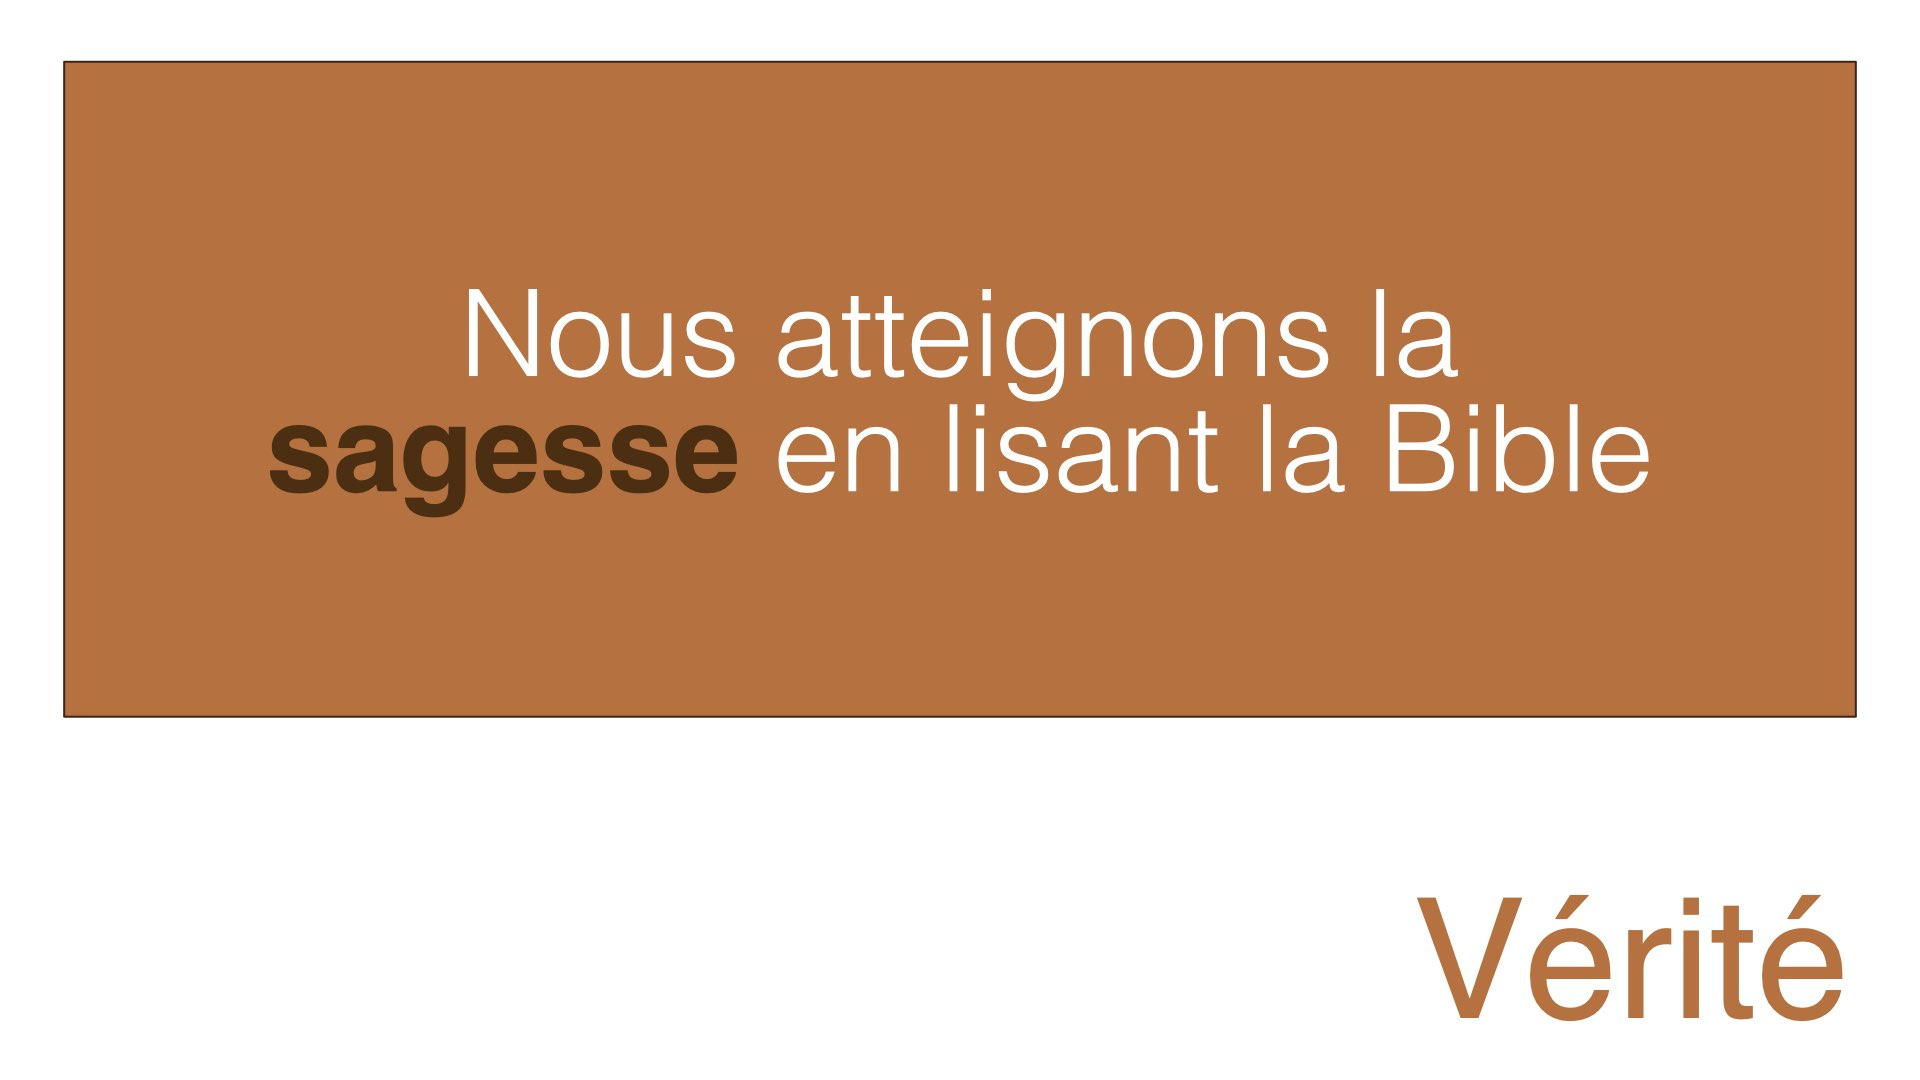 Nous atteignons la
sagesse en lisant la Bible
Vérité